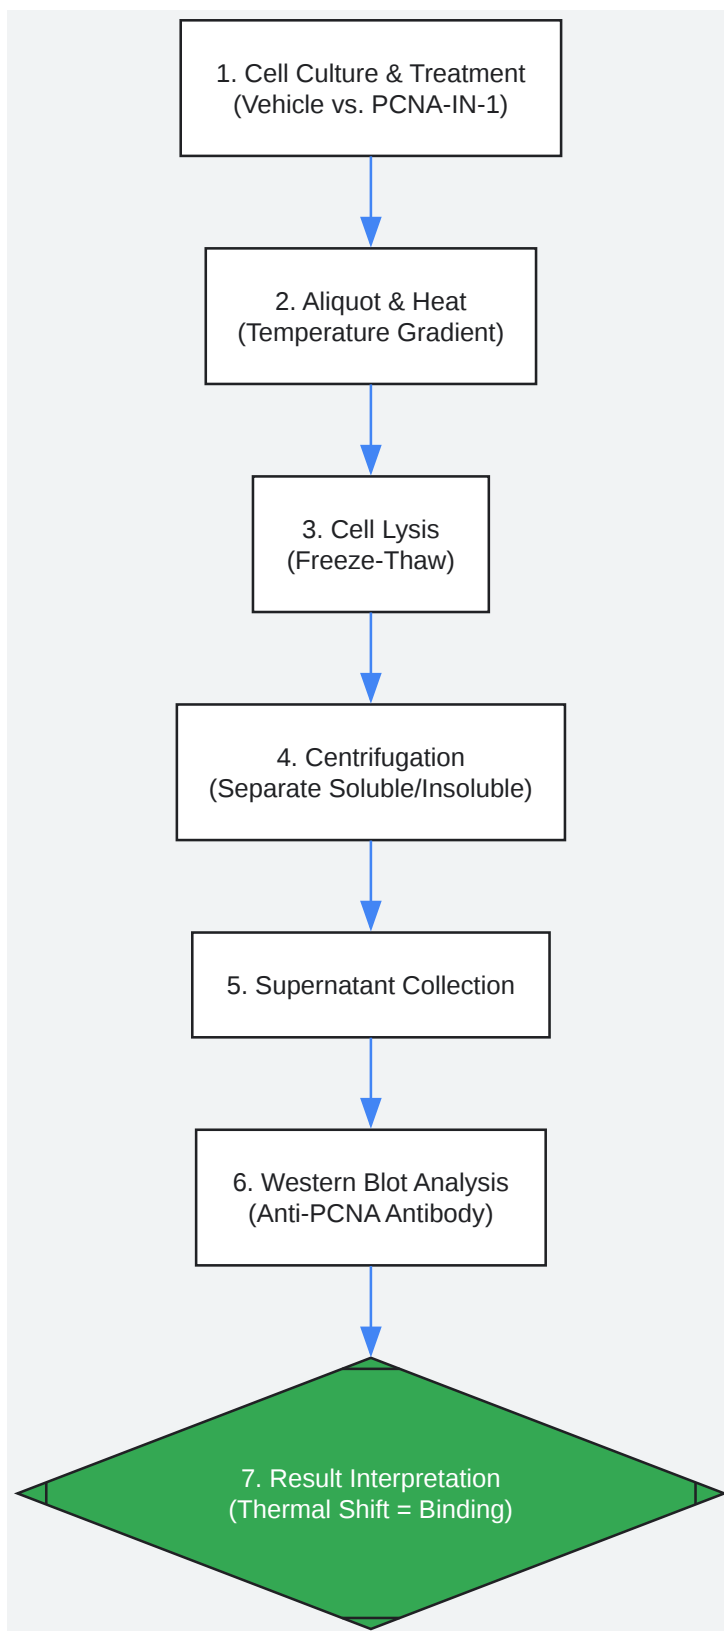 1. Cell Culture & Treatment
(Vehicle vs. PCNA-IN-1)
2. Aliquot & Heat
(Temperature Gradient)
3. Cell Lysis
(Freeze-Thaw)
4. Centrifugation
(Separate Soluble/Insoluble)
5. Supernatant Collection
6. Western Blot Analysis
(Anti-PCNA Antibody)
7. Result Interpretation
(Thermal Shift = Binding)